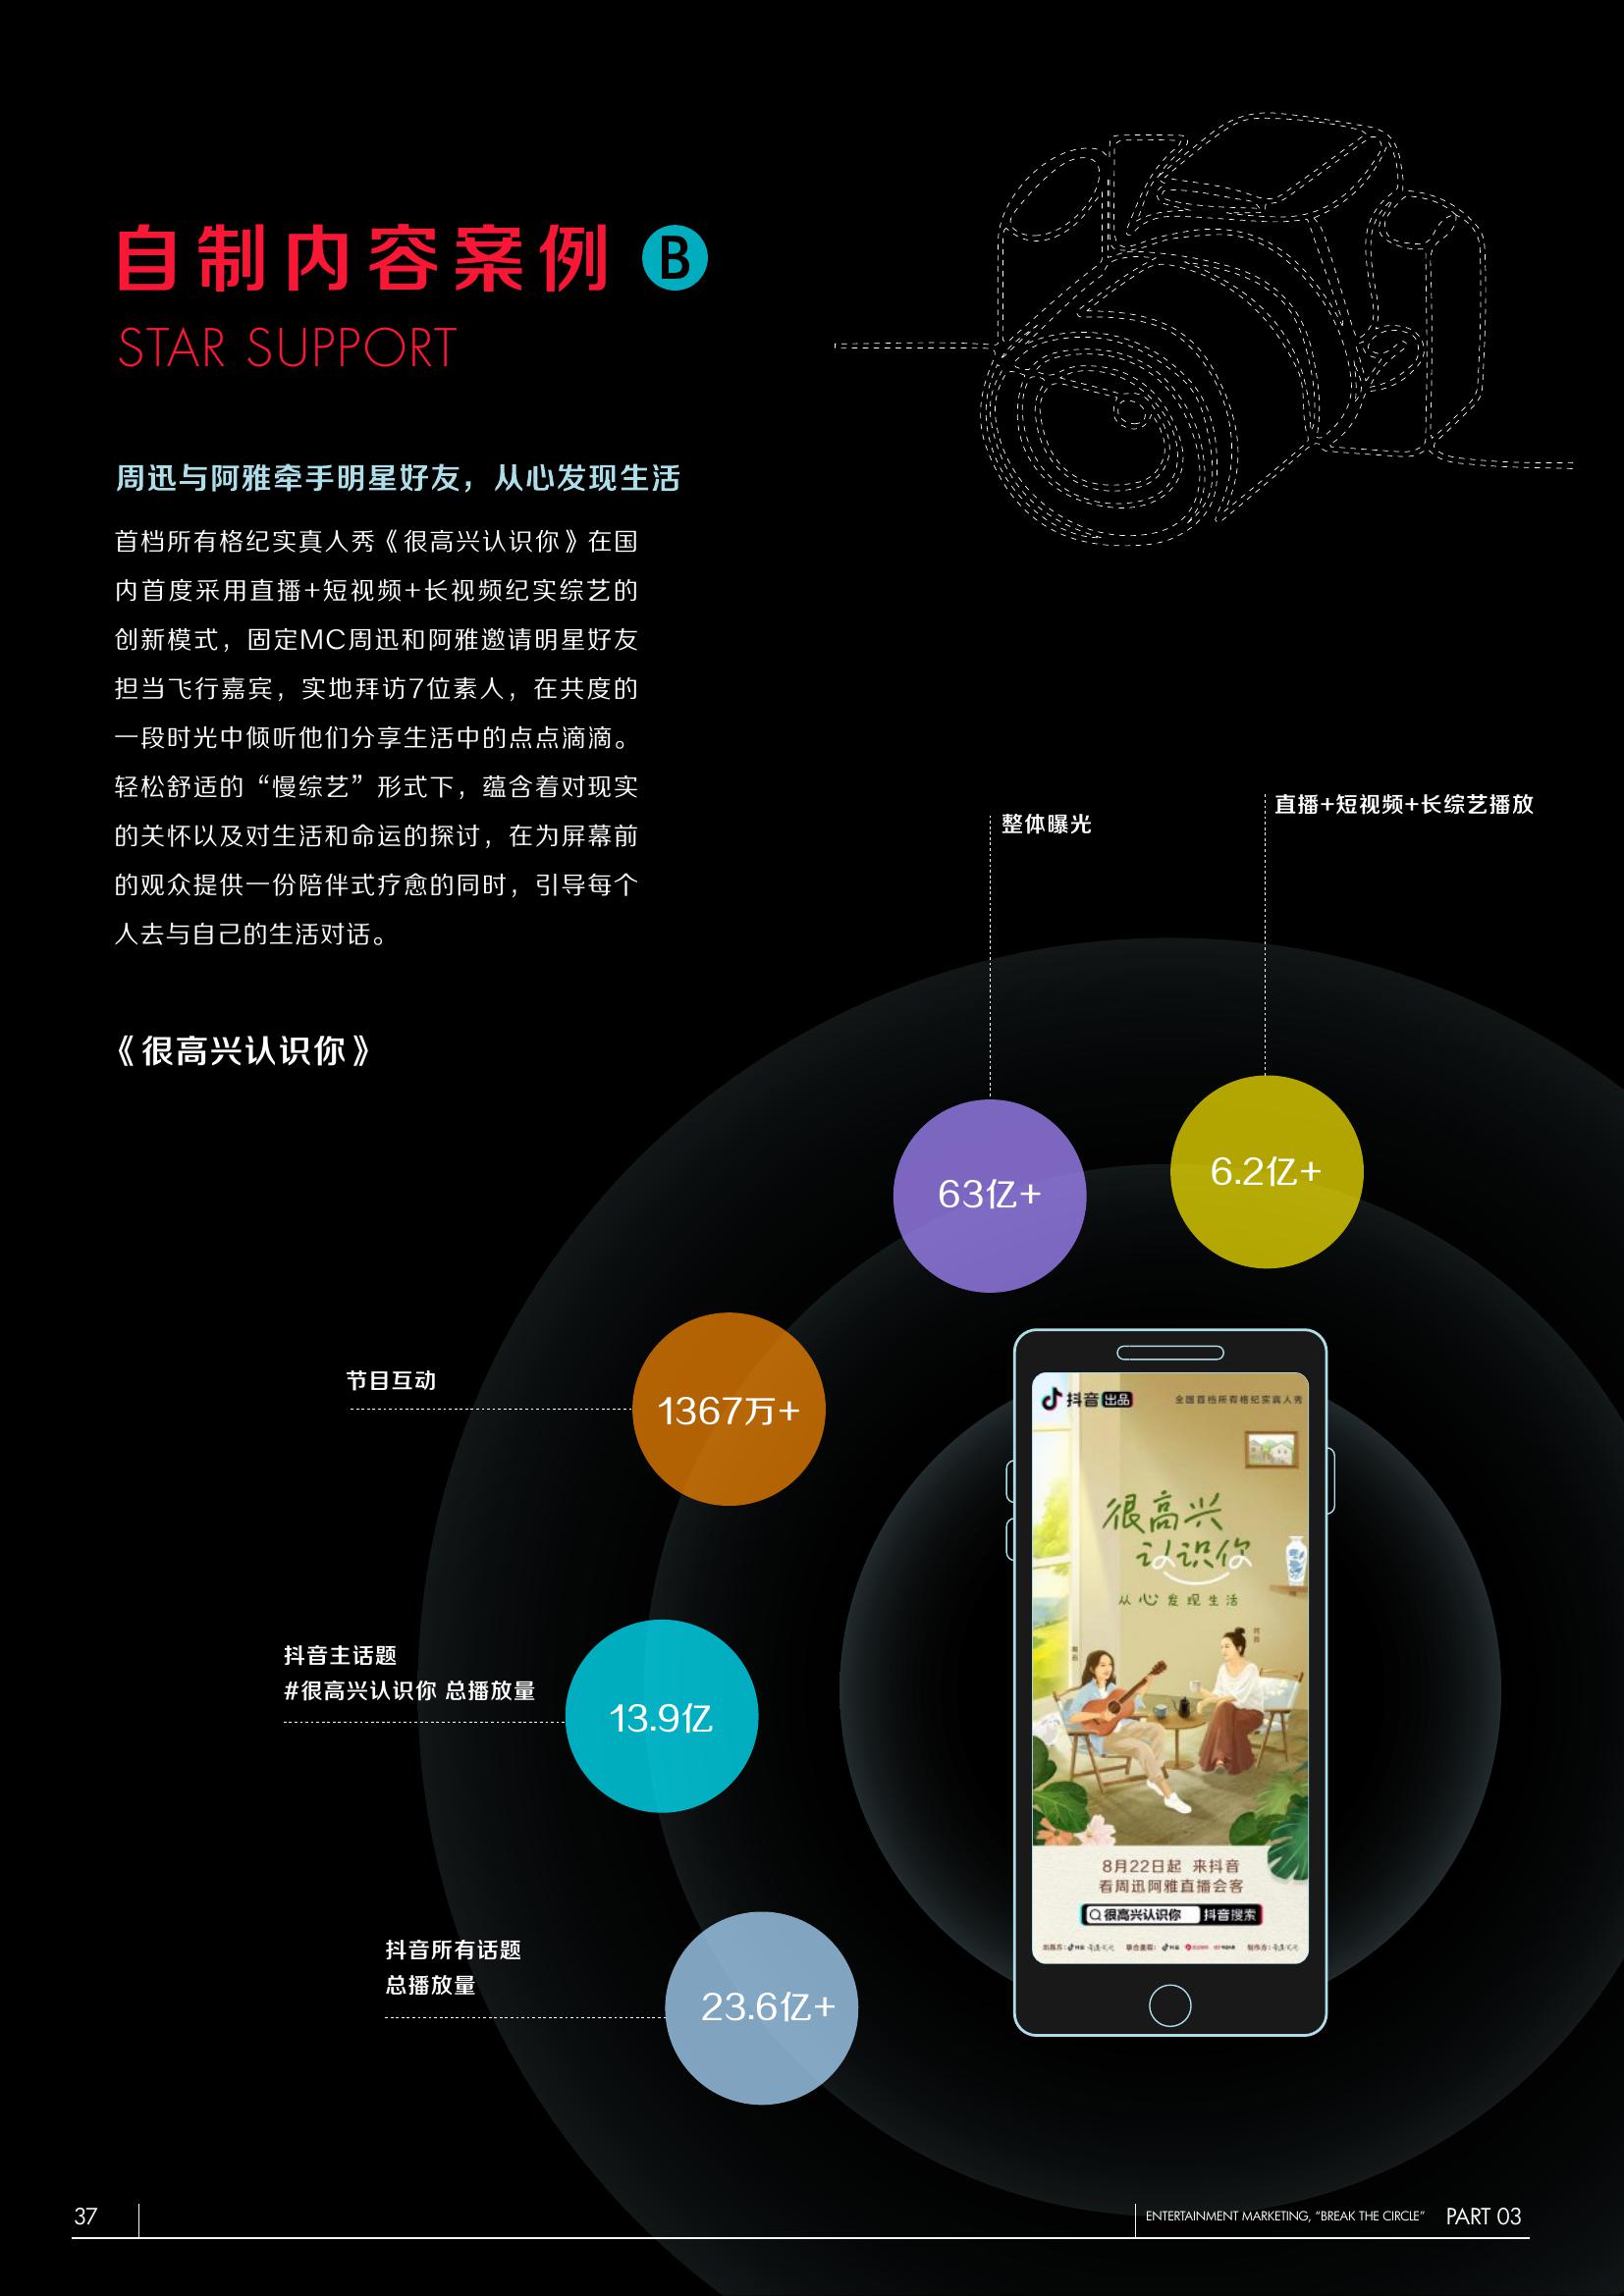 自制内容案例 B
STAR SUPPORT
周迅与阿雅牵手明星好友，从心发现生活
首档所有格纪实真人秀《很高兴认识你》在国
内首度采用直播+短视频+长视频纪实综艺的
创新模式，固定MC周迅和阿雅邀请明星好友
担当飞行嘉宾，实地拜访7位素人，在共度的
一段时光中倾听他们分享生活中的点点滴滴。
轻松舒适的“慢综艺”形式下，蕴含着对现实
的关怀以及对生活和命运的探讨，在为屏幕前
的观众提供一份陪伴式疗愈的同时，引导每个
人去与自己的生活对话。
《很高兴认识你》
直播+短视频+长综艺播放
整体曝光
6.2亿+
63亿+
节目互动
1367万+
抖音主话题
#很高兴认识你 总播放量
13.9亿
抖音所有话题
总播放量
23.6亿+
抖音出品
全国首档所有格纪实真人秀
很高兴
认识你
从心发现生活
8月22日起 来抖音
看周迅阿雅直播会客
很高兴认识你 抖音搜索
37
ENTERTAINMENT MARKETING, “BREAK THE CIRCLE” PART 03